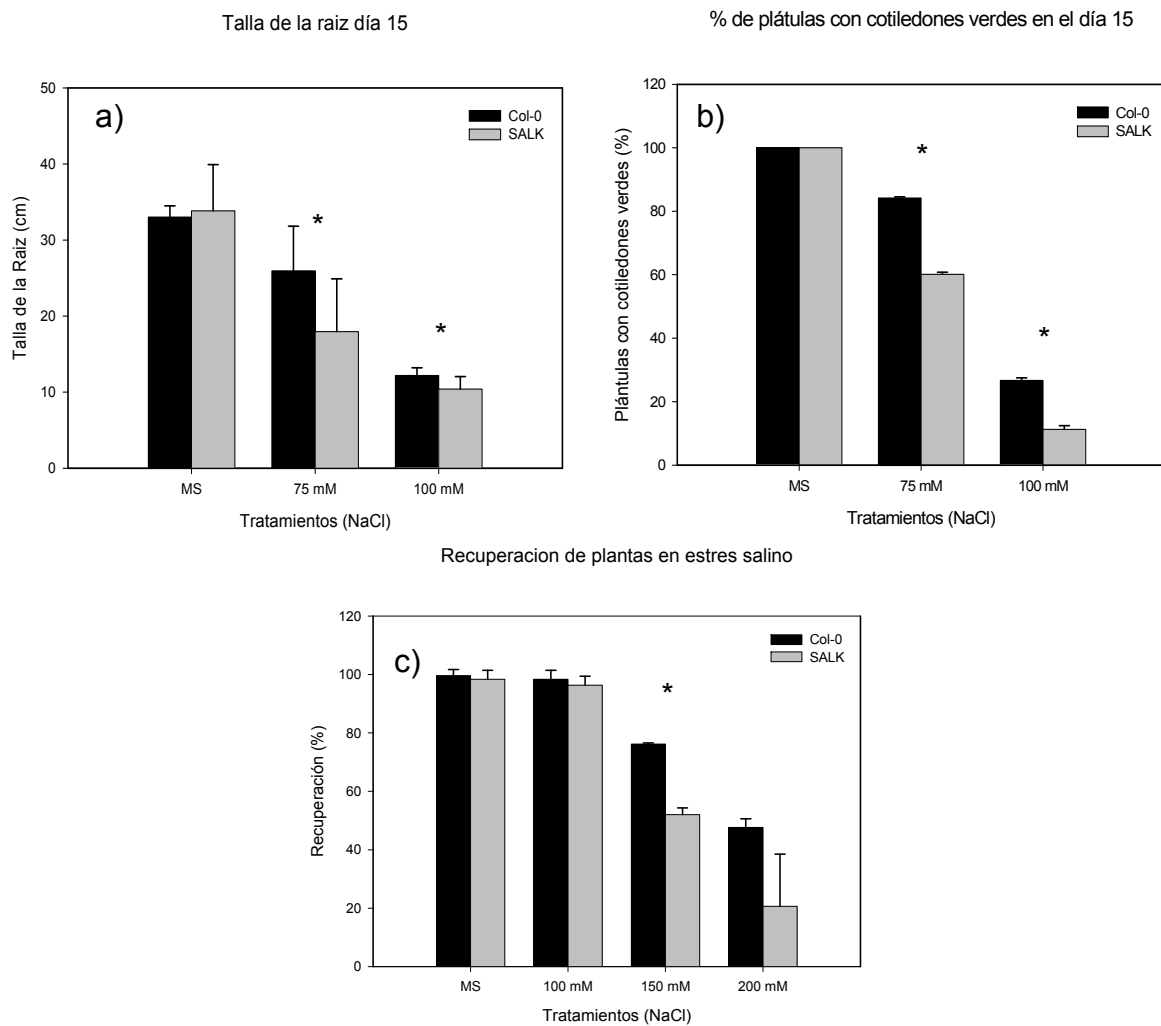 Talla de la raiz día 15
% de plátulas con cotiledones verdes en el día 15
a)
Col-0
SALK
50
40
30
20
10
0
Talla de la Raiz (cm)
*
*
MS
75 mM
100 mM
Tratamientos (NaCl)
b)
Col-0
SALK
120
100
80
60
40
20
0
Plántulas con cotiledones verdes (%)
*
*
MS
75 mM
100 mM
Tratamientos (NaCl)
Recuperacion de plantas en estres salino
c)
Col-0
SALK
120
100
80
60
40
20
0
Recuperación (%)
*
MS
100 mM
150 mM
200 mM
Tratamientos (NaCl)